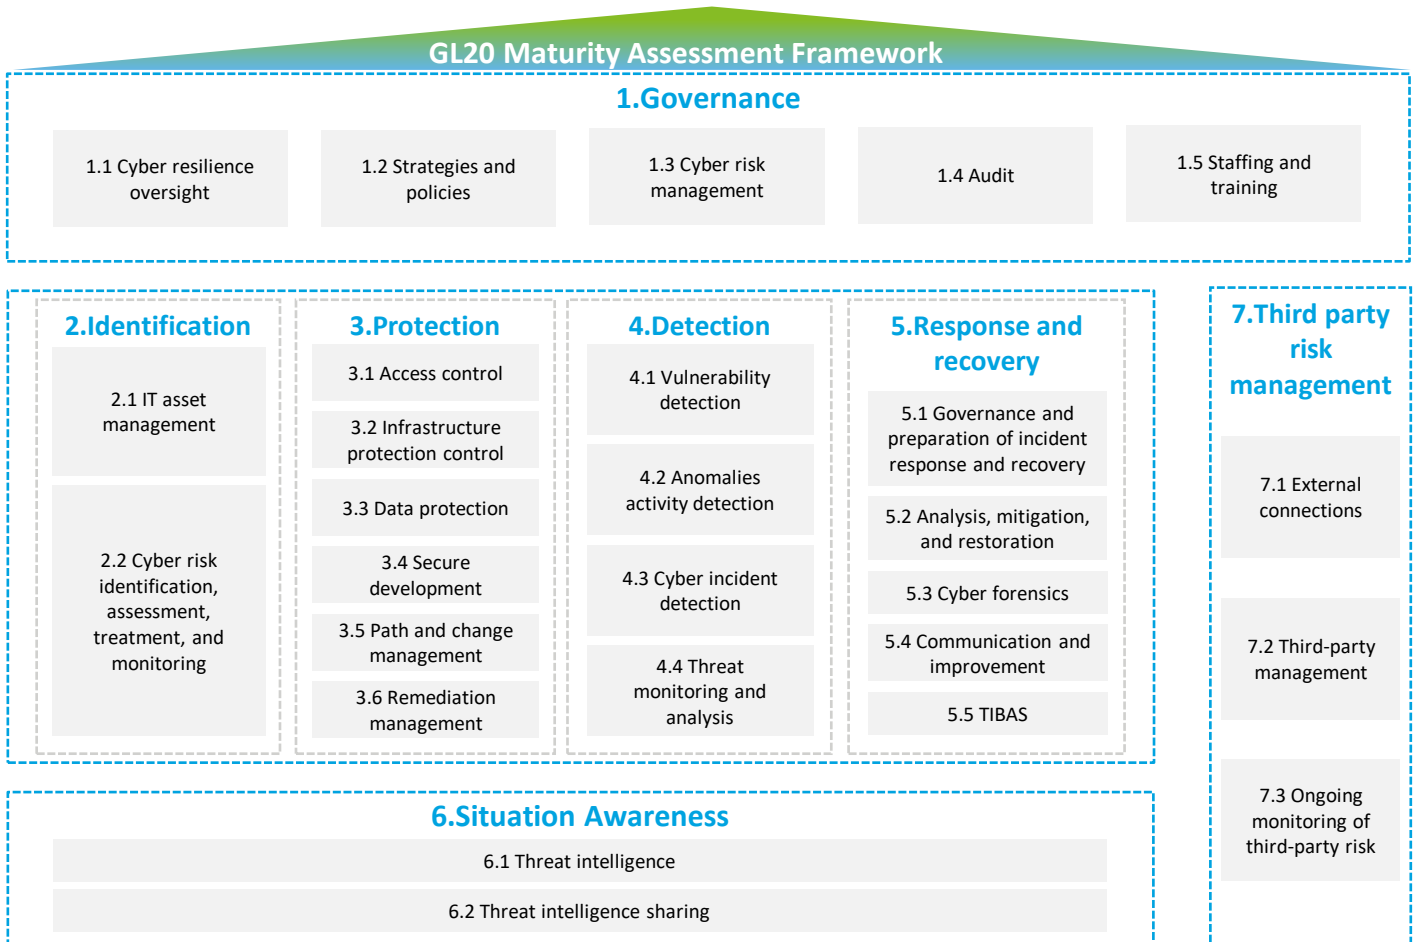 GL20 Maturity Assessment Framework
1.Governance
1.1 Cyber resilience
oversight
1.2 Strategies and
policies
1.3 Cyber risk
management
1.4 Audit
1.5 Staffing and
training
2.Identification
2.1 IT asset
management
2.2 Cyber risk
identification,
assessment,
treatment, and
monitoring
3.Protection
3.1 Access control
3.2 Infrastructure
protection control
3.3 Data protection
3.4 Secure
development
3.5 Path and change
management
3.6 Remediation
management
4.Detection
4.1 Vulnerability
detection
4.2 Anomalies
activity detection
4.3 Cyber incident
detection
4.4 Threat
monitoring and
analysis
5.Response and
recovery
5.1 Governance and
preparation of incident
response and recovery
5.2 Analysis, mitigation,
and restoration
5.3 Cyber forensics
5.4 Communication and
improvement
5.5 TIBAS
6.Situation Awareness
6.1 Threat intelligence
6.2 Threat intelligence sharing
7.Third party
risk
management
7.1 External
connections
7.2 Third-party
management
7.3 Ongoing
monitoring of
third-party risk